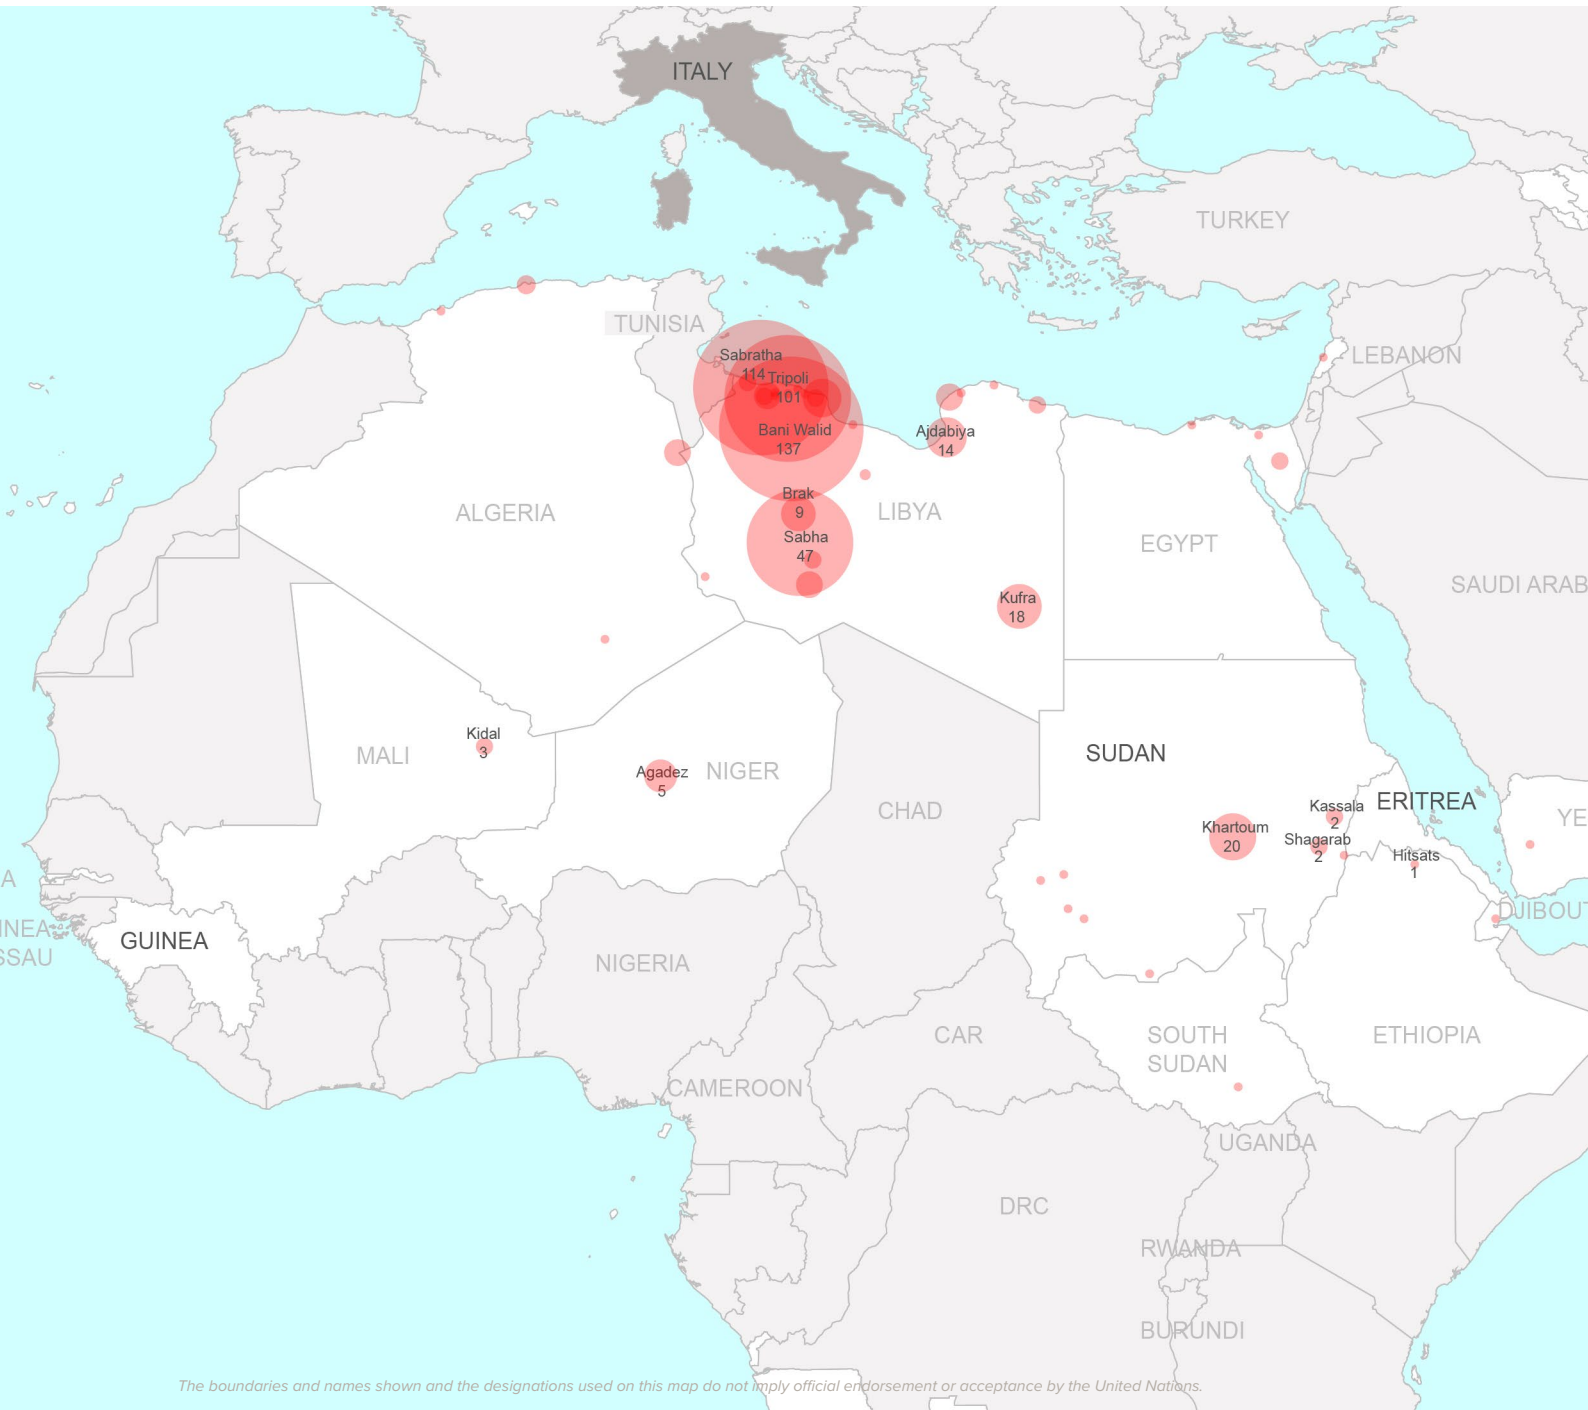 ITALY
TURKEY
TUNISIA
LEBANON
Sabratha
114
Tripoli
101
Bani Walid
137
Ajdabiya
14
Brak
9
LIBYA
ALGERIA
Sabha
47
EGYPT
SAUDI ARAB
Kufra
18
Kidal
3
MALI
Agadez
5
NIGER
SUDAN
CHAD
Kassala
2
ERITREA
YE
Khartoum
20
Shagarab
2
Hitsats
1
A
INEA-
SSAU
GUINEA
DJIBOUT
NIGERIA
CAR
SOUTH
SUDAN
ETHIOPIA
CAMEROON
UGANDA
DRC
RWANDA
BURUNDI
The boundaries and names shown and the designations used on this map do not imply official endorsement or acceptance by the United Nations.